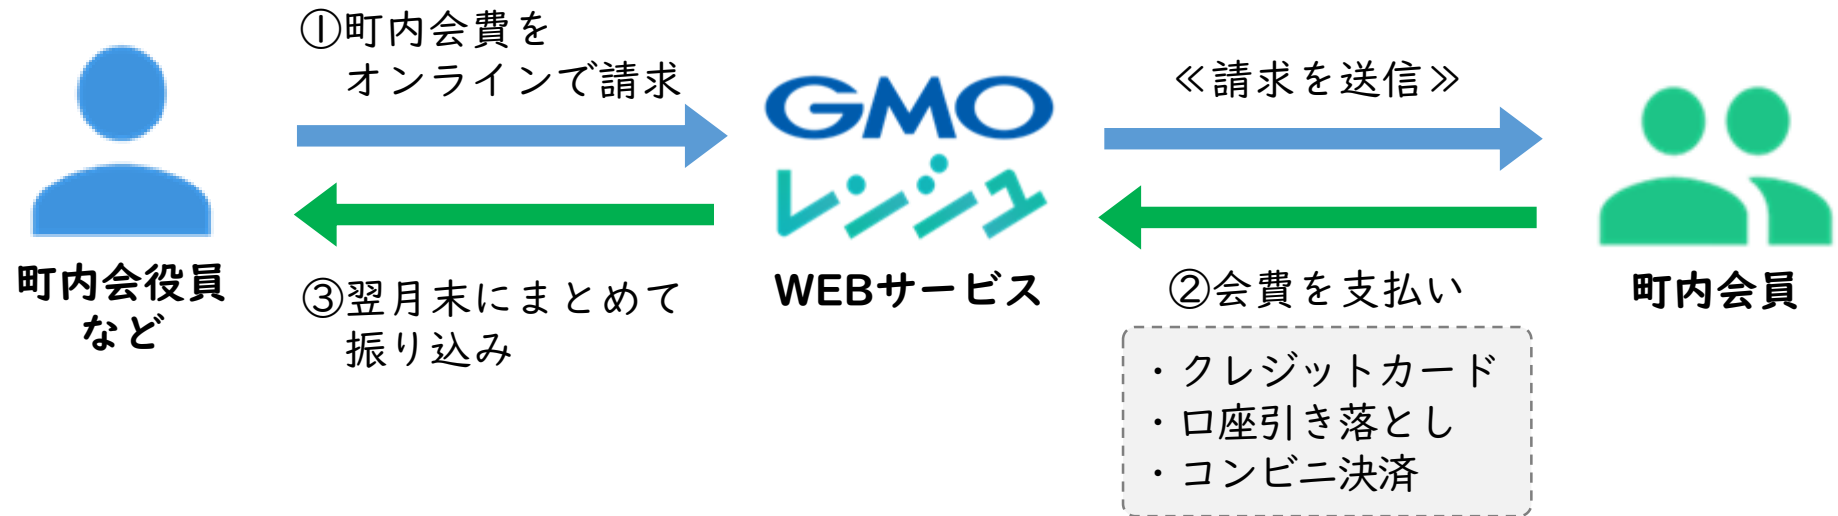 ①町内会費を
オンラインで請求
≪請求を送信≫
GMO
レンジュ
WEBサービス
町内会役員
など
③翌月末にまとめて
振り込み
②会費を支払い
・クレジットカード
・口座引き落とし
・コンビニ決済
町内会員